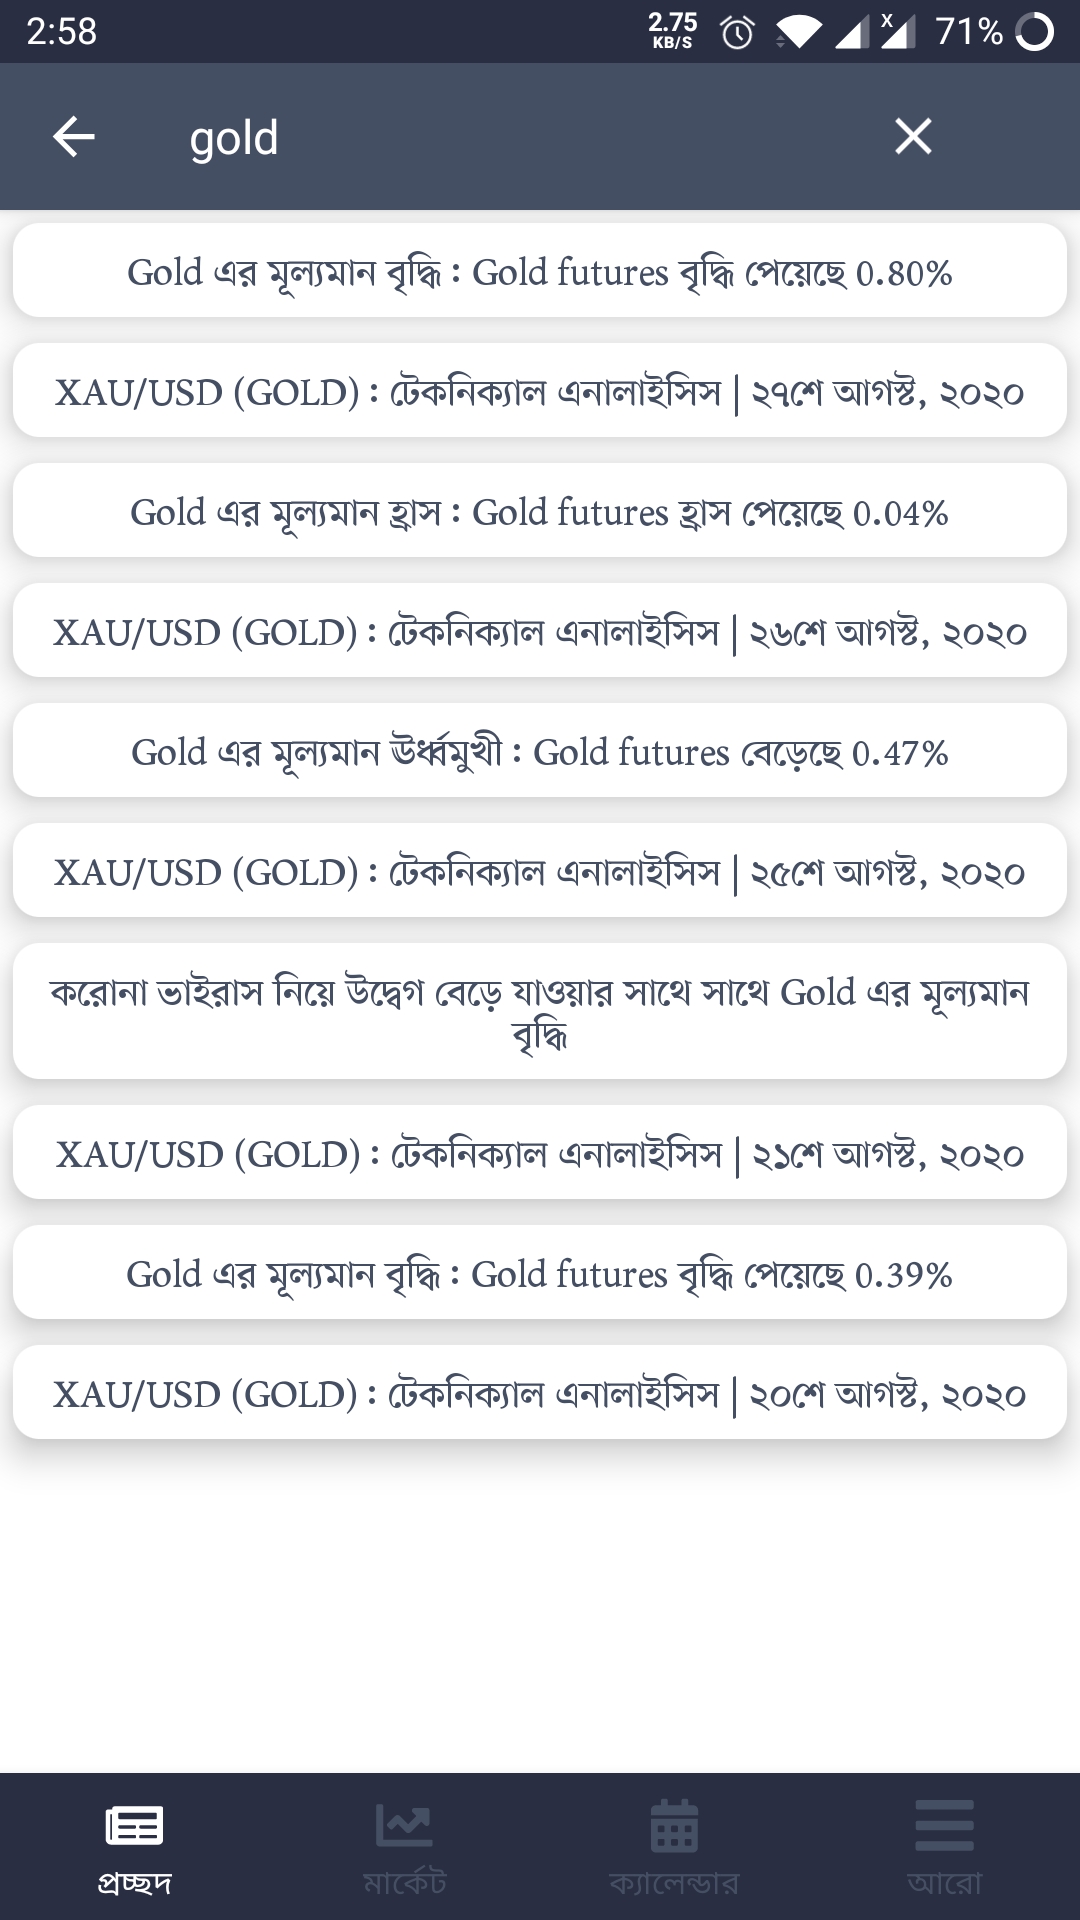 2:58 2.75 KB/S x 71%
gold
Gold এর মূল্যমান বৃদ্ধি : Gold futures বৃদ্ধি পেয়েছে 0.80%
XAU/USD (GOLD) : টেকনিক্যাল এনালাইসিস | ২৭শে আগস্ট, ২০২০
Gold এর মূল্যমান হ্রাস : Gold futures হ্রাস পেয়েছে 0.04%
XAU/USD (GOLD) : টেকনিক্যাল এনালাইসিস | ২৬শে আগস্ট, ২০২০
Gold এর মূল্যমান ঊর্ধ্বমুখী : Gold futures বেড়েছে 0.47%
XAU/USD (GOLD) : টেকনিক্যাল এনালাইসিস | ২৫শে আগস্ট, ২০২০
করোনা ভাইরাস নিয়ে উদ্বেগ বেড়ে যাওয়ার সাথে সাথে Gold এর মূল্যমান
বৃদ্ধি
XAU/USD (GOLD) : টেকনিক্যাল এনালাইসিস | ২১শে আগস্ট, ২০২০
Gold এর মূল্যমান বৃদ্ধি : Gold futures বৃদ্ধি পেয়েছে 0.39%
XAU/USD (GOLD) : টেকনিক্যাল এনালাইসিস | ২০শে আগস্ট, ২০২০
প্রচ্ছদ মার্কেট ক্যালেন্ডার আরো